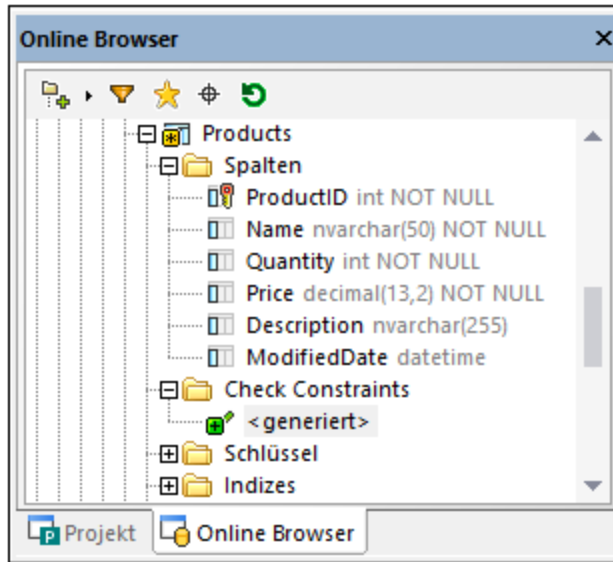 Online Browser
Products
Spalten
ProductID int NOT NULL
Name nvarchar(50) NOT NULL
Quantity int NOT NULL
Price decimal(13,2) NOT NULL
Description nvarchar(255)
ModifiedDate datetime
Check Constraints
<generiert>
Schlüssel
Indizes
Projekt Online Browser